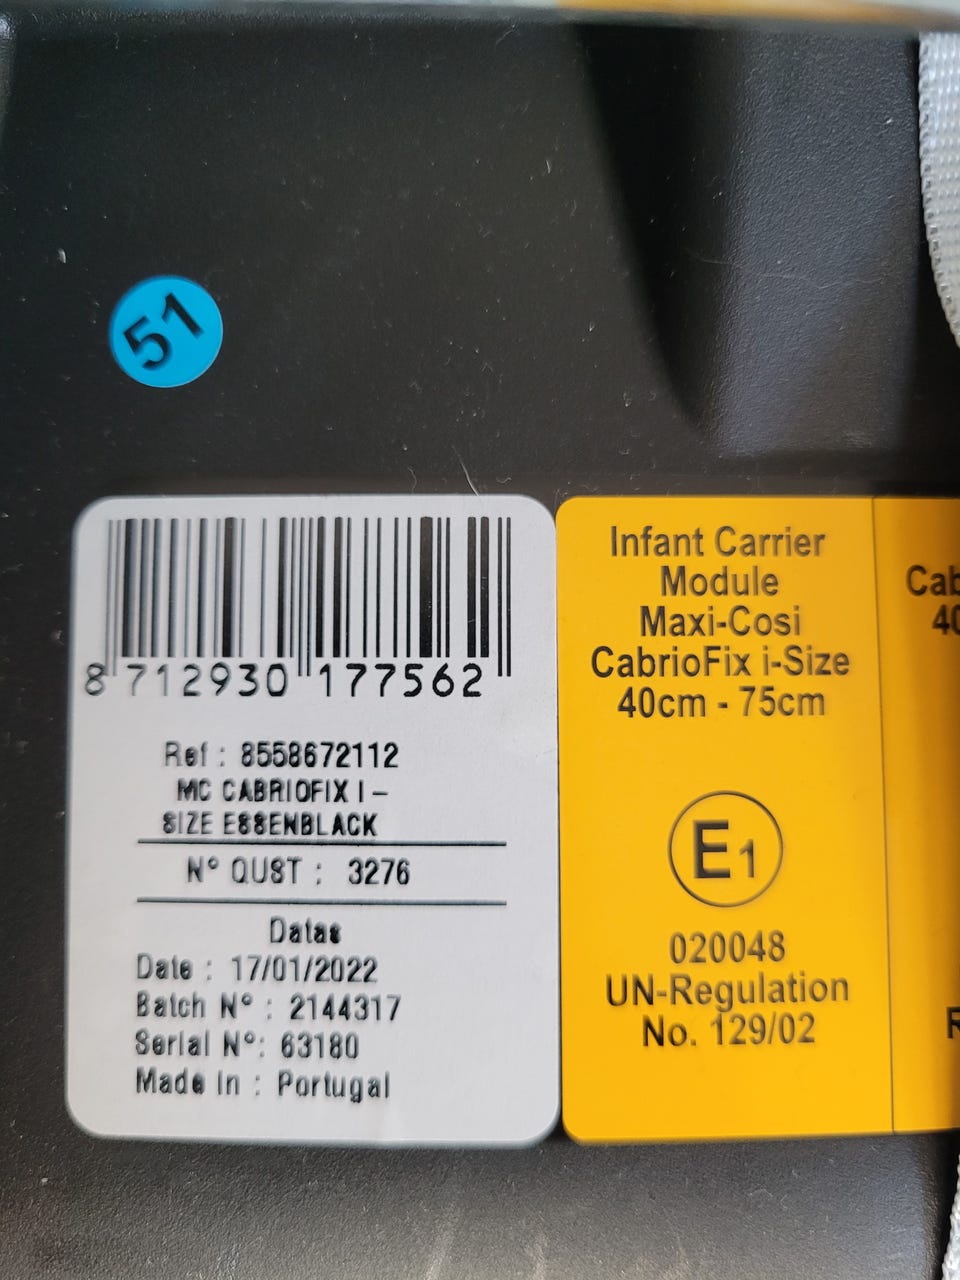 51
8 712930 177562
Ref : 8558672112
MC CABRIOFIX I -
SIZE ESSENBLACK
N° QUST : 3276
Datas
Date : 17/01/2022
Batch N° : 2144317
Serial N°: 63180
Made In : Portugal
Infant Carrier
Module
Maxi-Cosi
CabrioFix i-Size
40cm - 75cm
E1
020048
UN-Regulation
No. 129/02
Cab
40
R